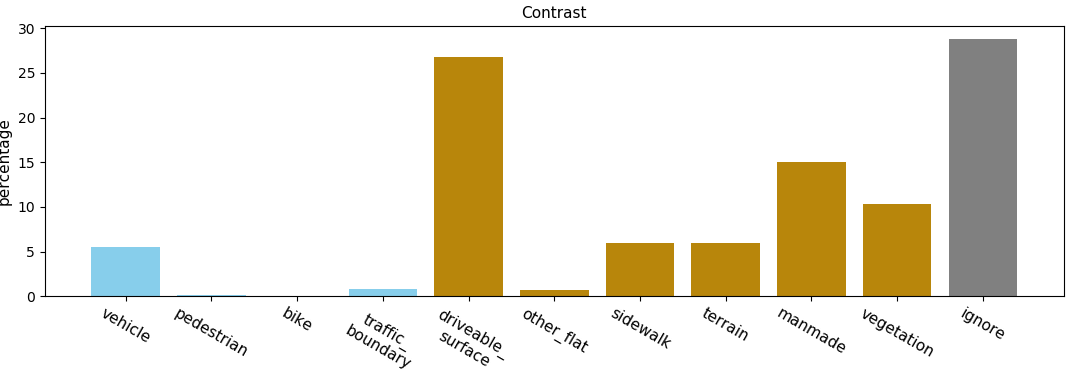 Contrast
percentage
30
25
20
15
10
5
0
vehicle
pedestrian
bike
traffic_
boundary
driveable_
surface
other_flat
sidewalk
terrain
manmade
vegetation
ignore